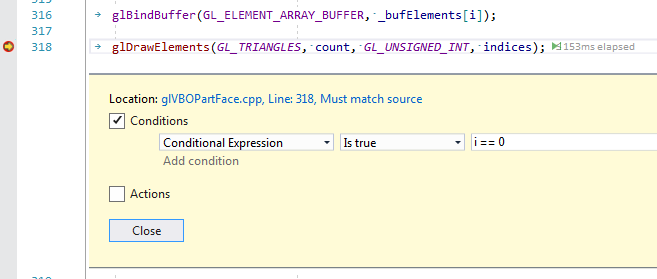 316 glBindBuffer(GL_ELEMENT_ARRAY_BUFFER, _bufElements[i]);
317
318 glDrawElements(GL_TRIANGLES, count, GL_UNSIGNED_INT, indices); 153ms elapsed
Location: glVBOPartFace.cpp, Line: 318, Must match source
Conditions
Conditional Expression Is true i == 0
Add condition
Actions
Close